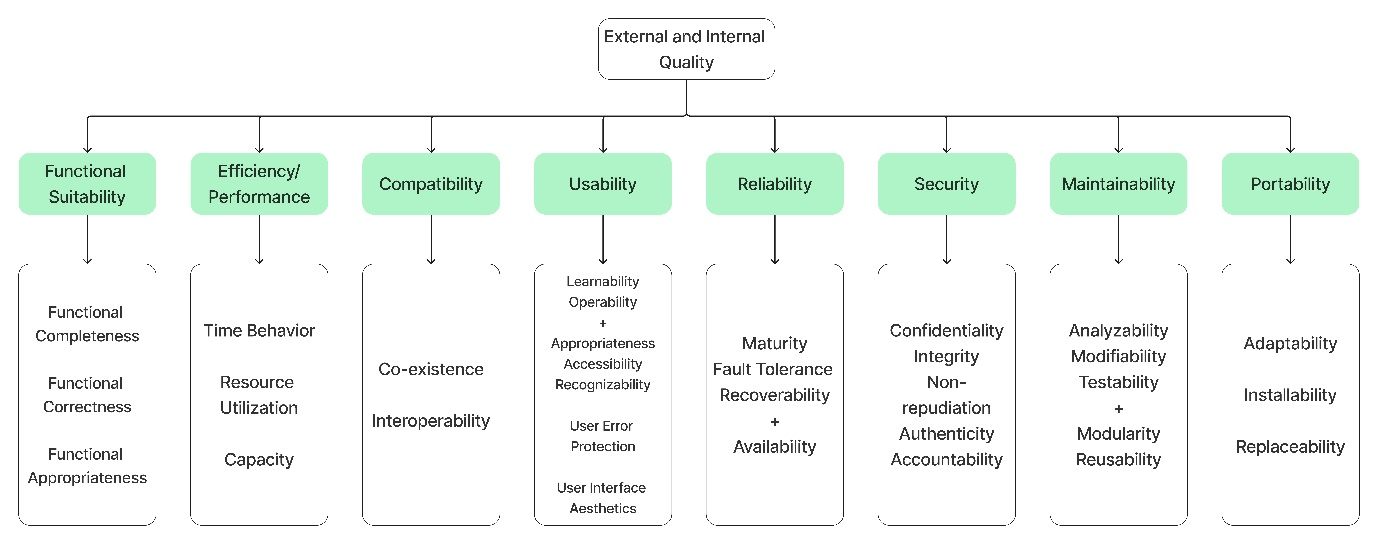 External and Internal
Quality
Functional
Suitability
Efficiency/
Performance
Compatibility
Usability
Reliability
Security
Maintainability
Portability
Functional
Completeness
Functional
Correctness
Functional
Appropriateness
Time Behavior
Resource
Utilization
Capacity
Co-existence
Interoperability
Learnability
Operability
+
Appropriateness
Accessibility
Recognizability
User Error
Protection
User Interface
Aesthetics
Maturity
Fault Tolerance
Recoverability
+
Availability
Confidentiality
Integrity
Non-
repudiation
Authenticity
Accountability
Analyzability
Modifiability
Testability
+
Modularity
Reusability
Adaptability
Installability
Replaceability